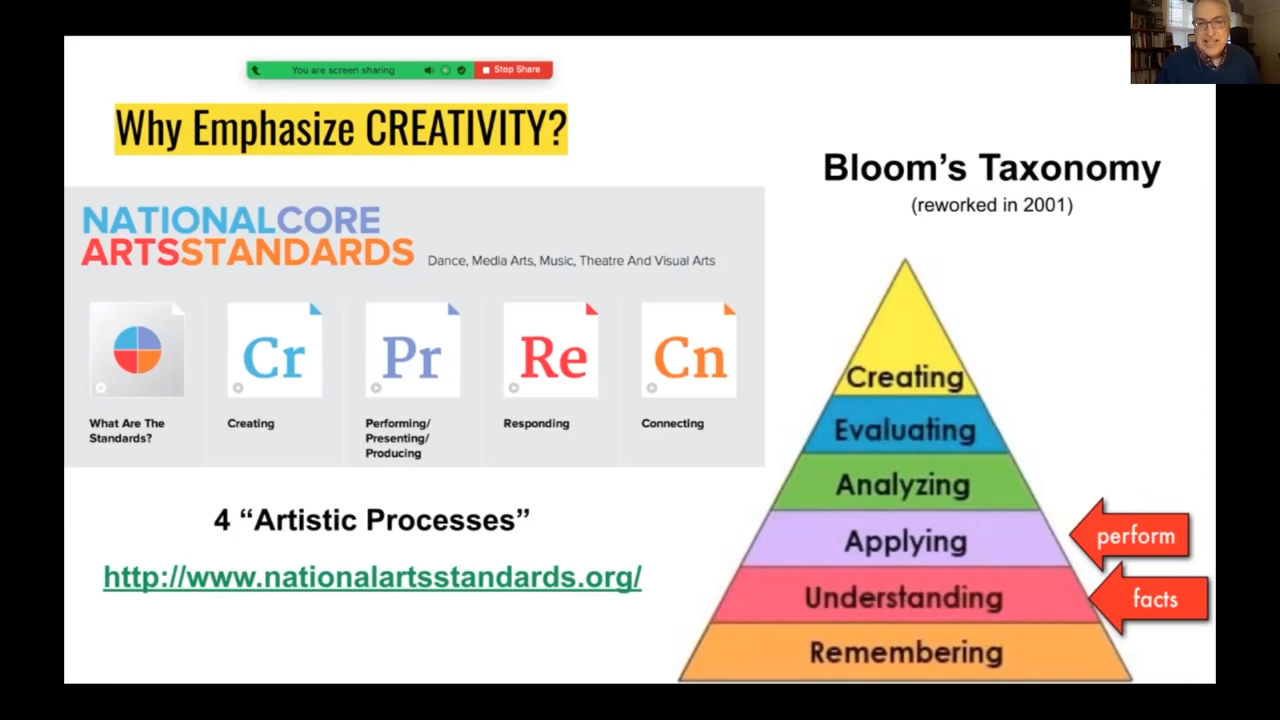 You are screen sharing
Stop Share
Why Emphasize CREATIVITY?
NATIONALCORE
ARTSSTANDARDS
Dance, Media Arts, Music, Theatre And Visual Arts
Cr
Pr
Re
Cn
What Are The
Standards?
Creating
Performing/
Presenting/
Producing
Responding
Connecting
4 “Artistic Processes”
http://www.nationalartsstandards.org/
Bloom’s Taxonomy
(reworked in 2001)
Creating
Evaluating
Analyzing
Applying
perform
Understanding
facts
Remembering